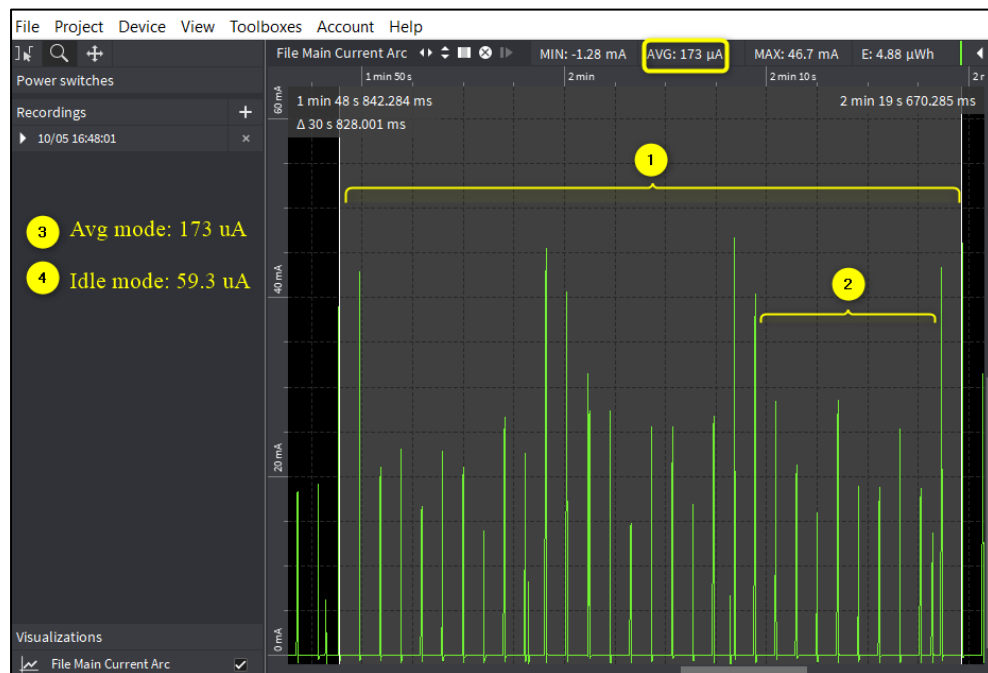 File Project Device View Toolboxes Account Help
File Main Current Arc MIN: -1.28 mA AVG: 173 µA MAX: 46.7 mA E: 4.88 µWh
Power switches
1 min 50 s 2 min 2 min 10 s
Recordings +
60 mA
1 min 48 s 842.284 ms 2 min 19 s 670.285 ms
Δ 30 s 828.001 ms
10/05 16:48:01 ×
1
3 Avg mode: 173 uA
4 Idle mode: 59.3 uA
40 mA
2
20 mA
0 mA
Visualizations
File Main Current Arc